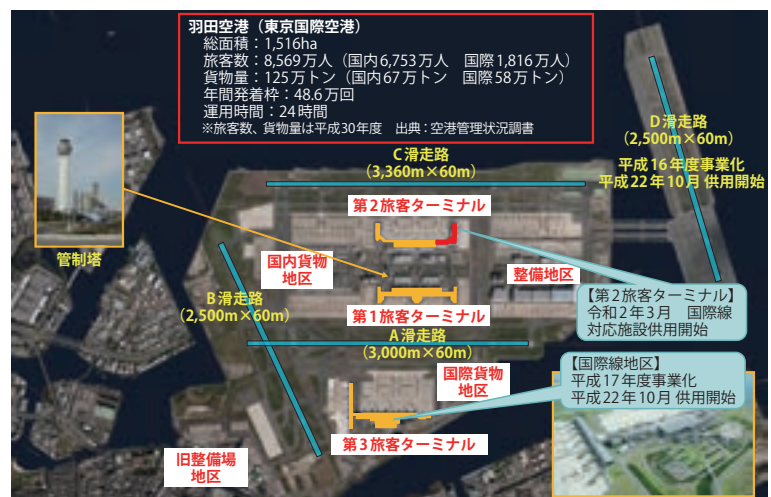 羽田空港（東京国際空港）
総面積：1,516ha
旅客数：8,569万人（国内6,753万人　国際1,816万人）
貨物量：125万トン（国内67万トン　国際58万トン）
年間発着枠：48.6万回
運用時間：24時間
※旅客数、貨物量は平成30年度　出典：空港管理状況調書
D滑走路
（2,500m×60m）
平成16年度事業化
平成22年10月 供用開始
C滑走路
（3,360m×60m）
第2旅客ターミナル
管制塔
国内貨物
地区
整備地区
B滑走路
（2,500m×60m）
第1旅客ターミナル
【第2旅客ターミナル】
令和2年3月　国際線
対応施設供用開始
A滑走路
（3,000m×60m）
国際貨物
地区
【国際線地区】
平成17年度事業化
平成22年10月 供用開始
第3旅客ターミナル
旧整備場
地区